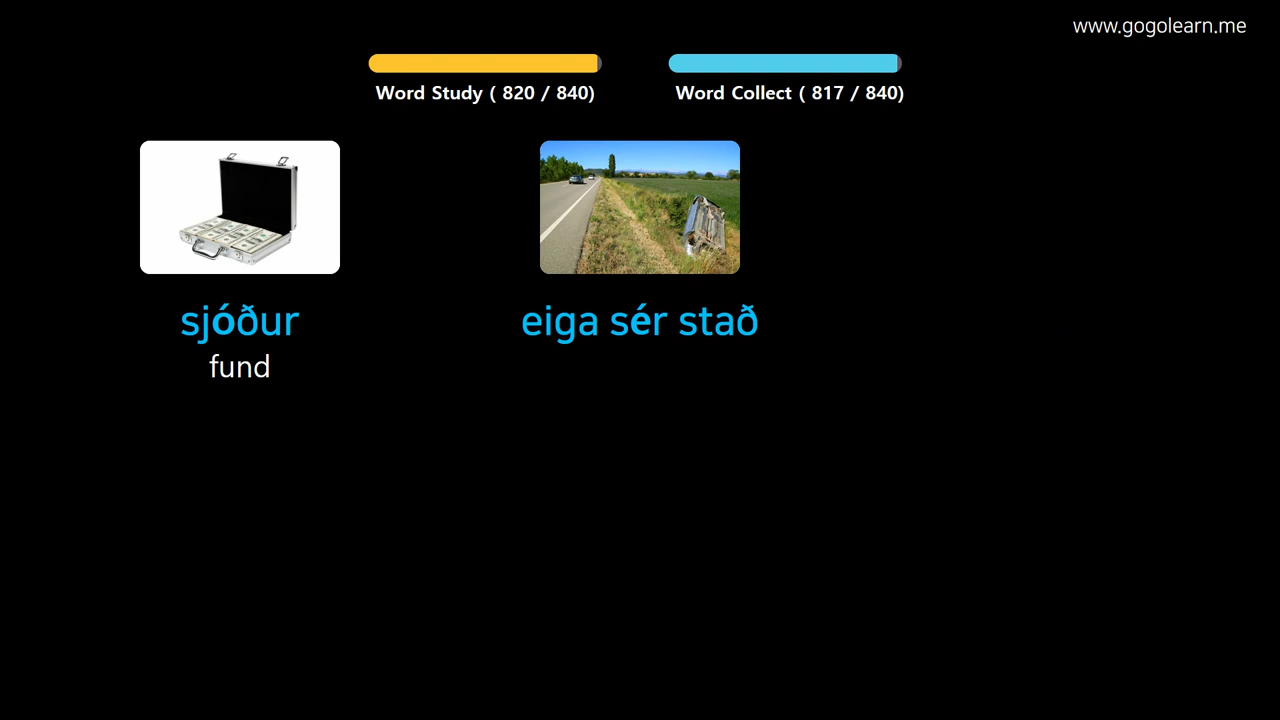 www.gogolearn.me
Word Study ( 820 / 840)
Word Collect ( 817 / 840)
sjóður
fund
eiga sér stað